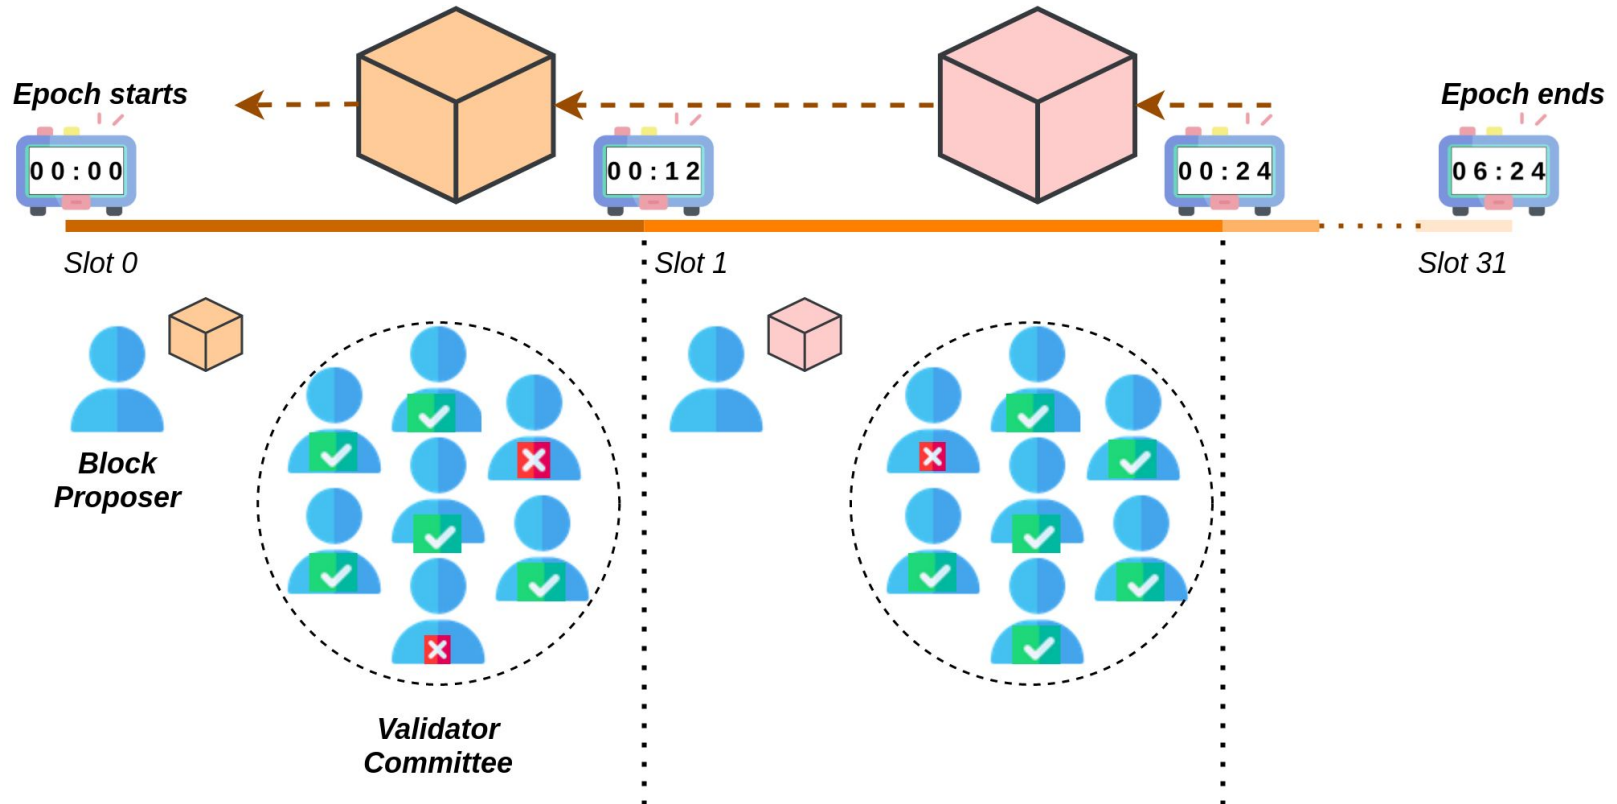 Epoch starts
Epoch ends
00:00
00:12
00:24
06:24
Slot 0
Slot 1
Slot 31
Block
Proposer
Validator
Committee